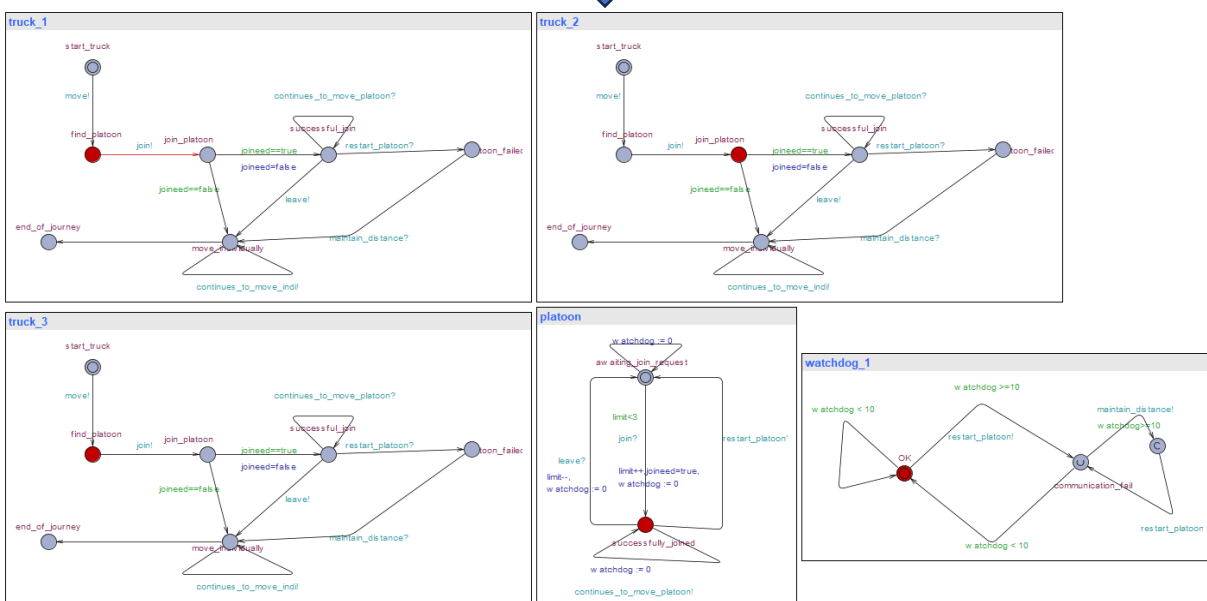 truck_1
start_truck
move!
continues_to_move_platoon?
find_platoon
join!
join_platoon
successful_join
joineed==true
joineed=false
restart_platoon?
toon_failed
joineed==false
leave!
end_of_journey
move_individually
maintain_distance?
continues_to_move_indi!
truck_2
start_truck
move!
continues_to_move_platoon?
find_platoon
join!
join_platoon
successful_join
joineed==true
joineed=false
restart_platoon?
toon_failed
joineed==false
leave!
end_of_journey
move_individually
maintain_distance?
continues_to_move_indi!
truck_3
start_truck
move!
continues_to_move_platoon?
find_platoon
join!
join_platoon
successful_join
joineed==true
joineed=false
restart_platoon?
toon_failed
joineed==false
leave!
end_of_journey
move_individually
maintain_distance?
continues_to_move_indi!
platoon
watchdog := 0
awaiting_join_request
limit<3
join?
restart_platoon?
leave?
limit--,
watchdog := 0
limit++,joineed=true,
watchdog := 0
successfully_joined
watchdog := 0
continues_to_move_platoon!
watchdog_1
watchdog >=10
watchdog < 10
maintain_distance!
watchdog>=10
restart_platoon!
OK
communication_fail
restart_platoon
watchdog < 10